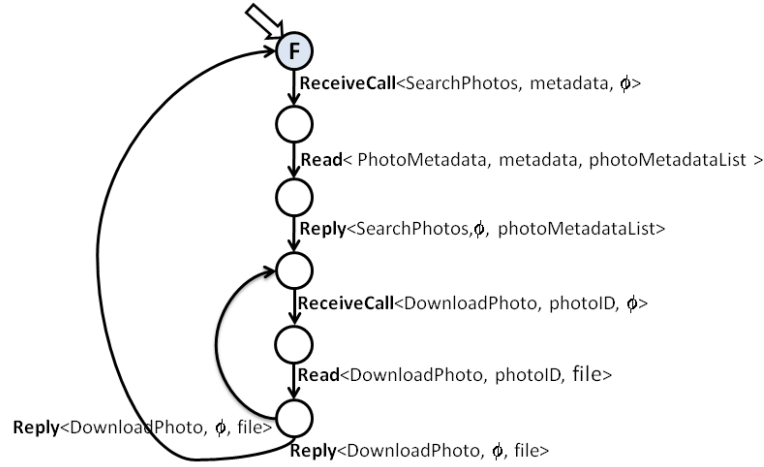 F
ReceiveCall<SearchPhotos, metadata, ϕ>
Read< PhotoMetadata, metadata, photoMetadataList >
Reply<SearchPhotos,ϕ, photoMetadataList>
ReceiveCall<DownloadPhoto, photoID, ϕ>
Read<DownloadPhoto, photoID, file>
Reply<DownloadPhoto, ϕ, file>
Reply<DownloadPhoto, ϕ, file>